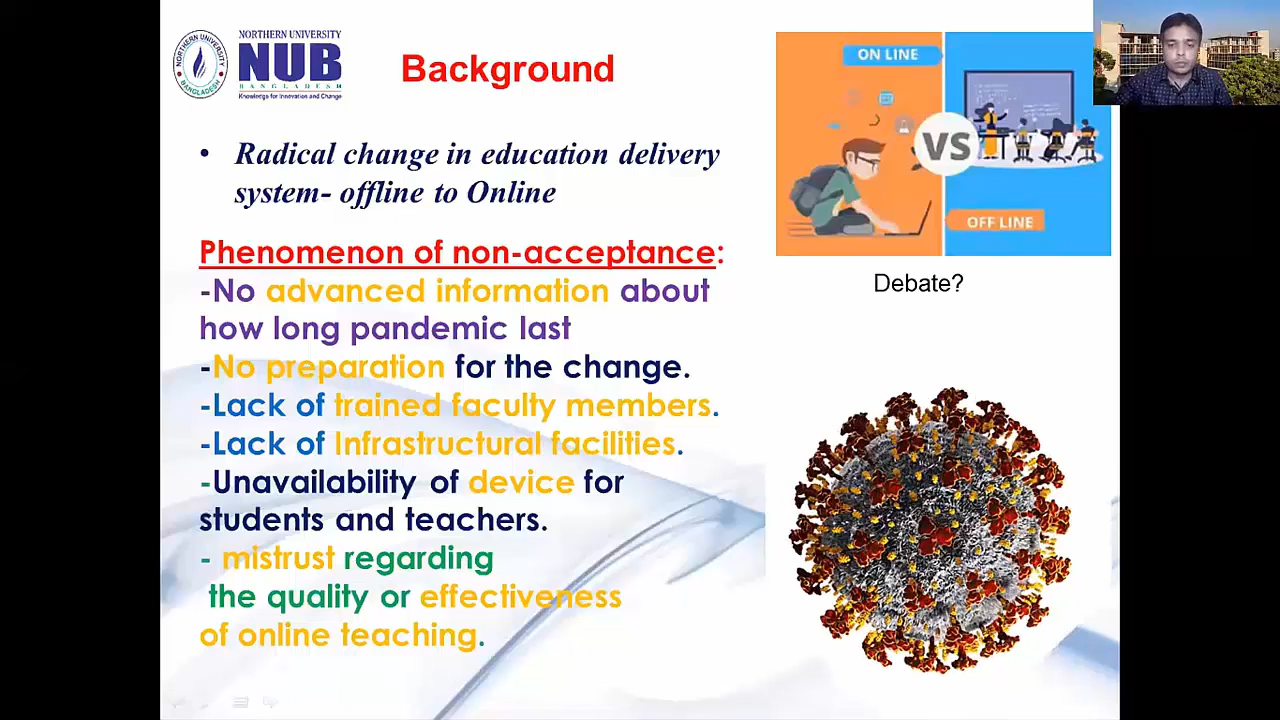 NORTHERN UNIVERSITY
NUB
BANGLADESH
Knowledge for Innovation and Change
NORTHERN UNIVERSITY
BANGLADESH
Background
• Radical change in education delivery
system- offline to Online
Phenomenon of non-acceptance:
-No advanced information about
how long pandemic last
-No preparation for the change.
-Lack of trained faculty members.
-Lack of Infrastructural facilities.
-Unavailability of device for
students and teachers.
- mistrust regarding
the quality or effectiveness
of online teaching.
ON LINE
VS
OFF LINE
Debate?